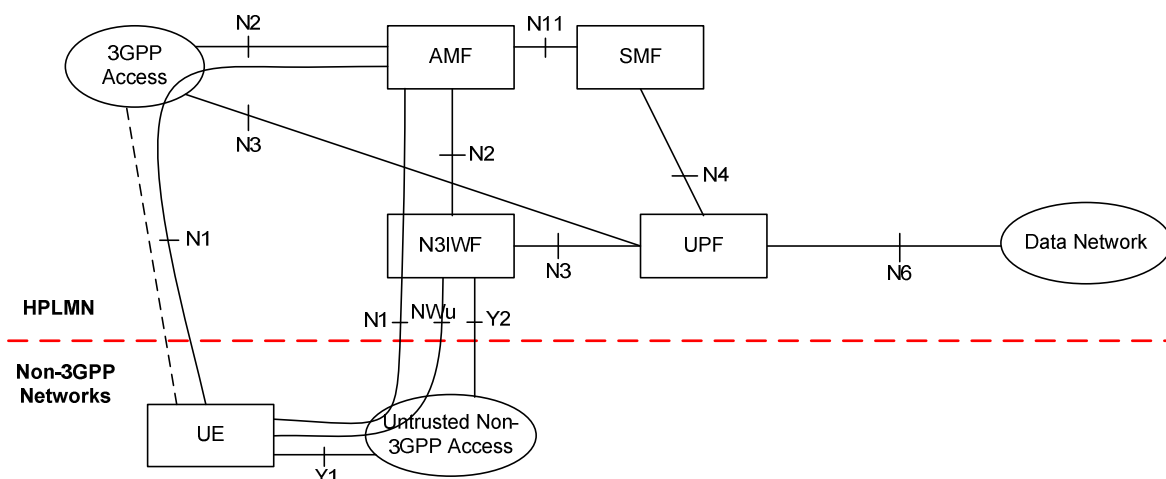 N2
N11
3GPP
Access
AMF
SMF
N3
N2
N4
N1
N3IWF
UPF
Data Network
N3
N6
HPLMN
N1
NWu
Y2
Non-3GPP
Networks
UE
Untrusted Non-
3GPP Access
Y1